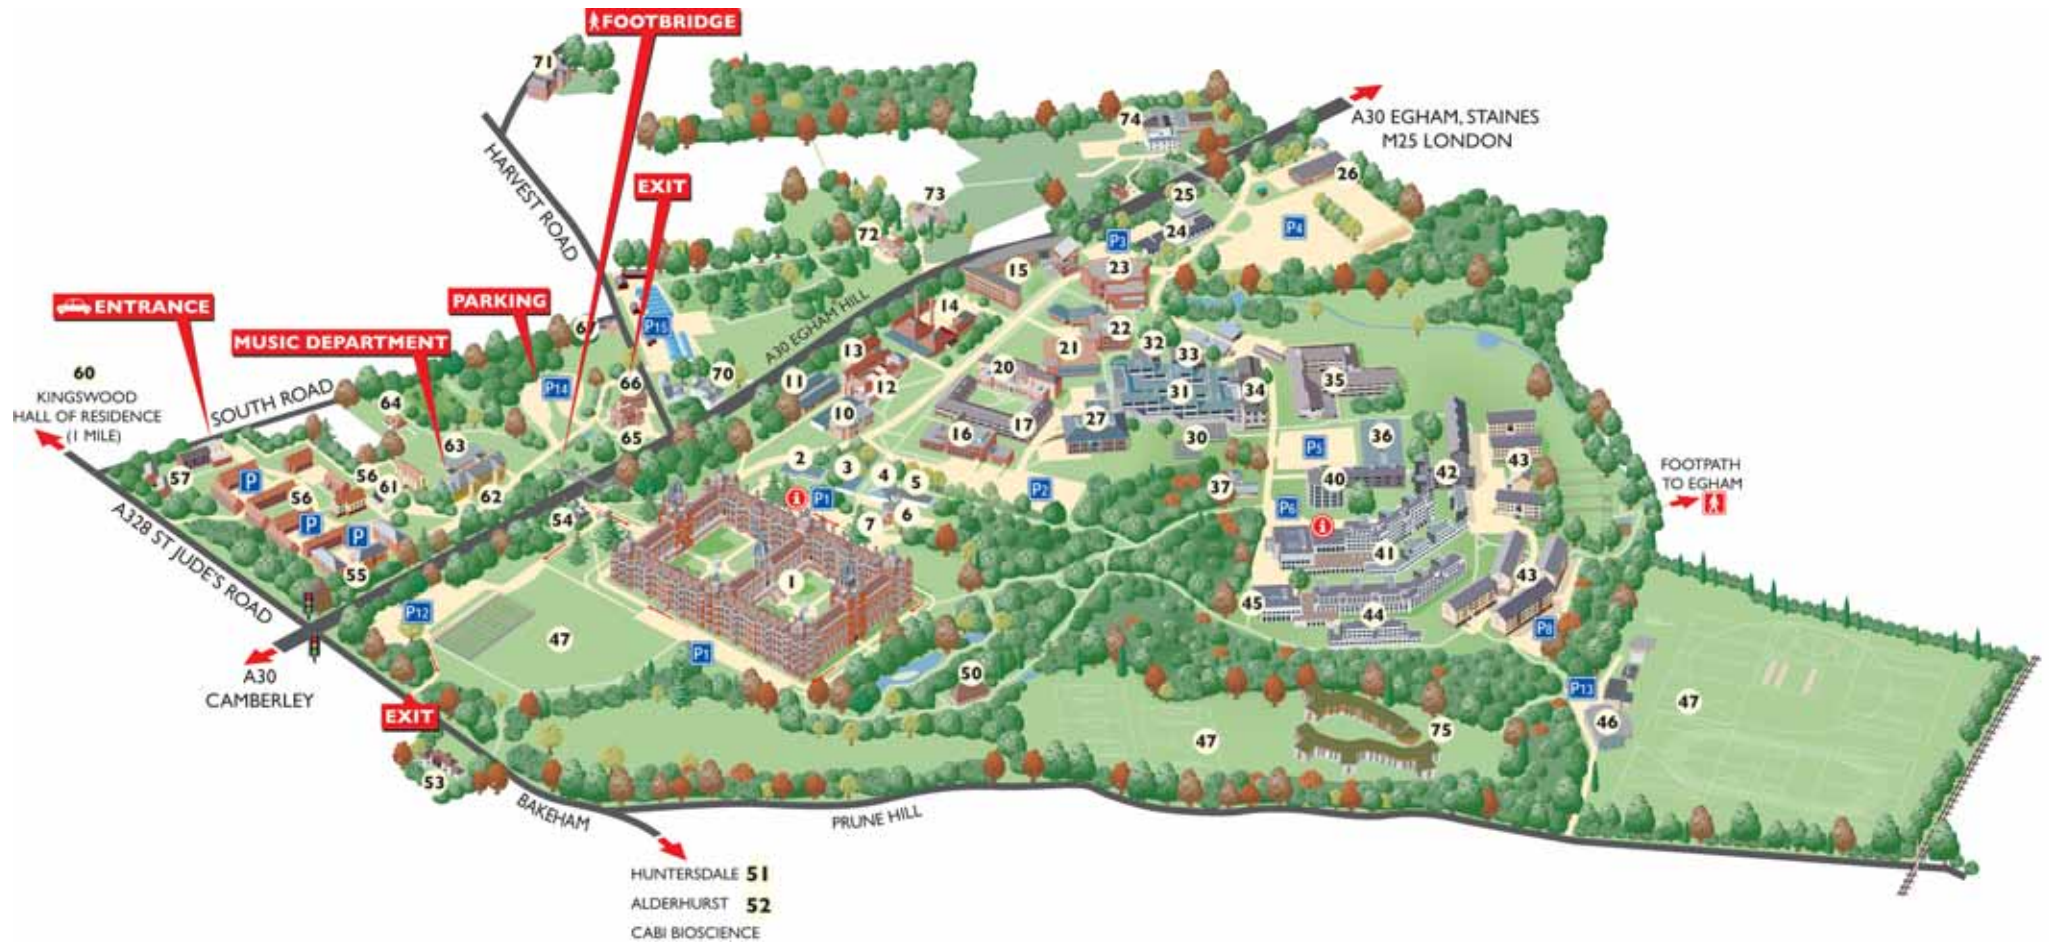 FOOTBRIDGE
71
74
A30 EGHAM, STAINES
M25 LONDON
HARVEST ROAD
26
EXIT
25
73
24
P4
72
P3
23
15
ENTRANCE
PARKING
14
P15
67
A30 EGHAM HILL
22
MUSIC DEPARTMENT
13
21
32
33
60
KINGSWOOD
HALL OF RESIDENCE
(1 MILE)
SOUTH ROAD
P14
66
70
11
12
20
31
34
35
64
10
27
17
16
30
36
65
63
P5
2
3
4
5
40
42
43
57
P
56
56
61
62
i
P1
P2
37
FOOTPATH
TO EGHAM
A328 ST JUDE'S ROAD
P
P
54
7
6
P6
i
41
55
1
43
P12
45
44
47
P8
A30
CAMBERLEY
P1
50
P13
47
EXIT
46
75
47
53
BAKEHAM
PRUNE HILL
HUNTERSDALE 51
ALDERHURST 52
CABI BIOSCIENCE